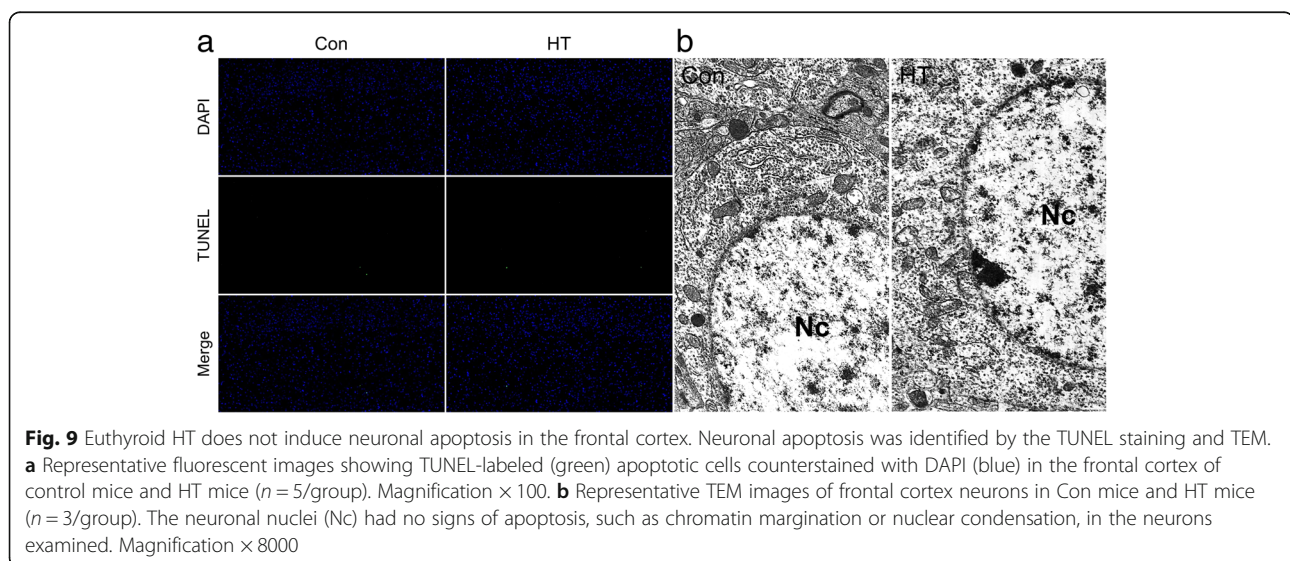 a
Con HT
DAPI
TUNEL
Merge
b
Con
Nc
HT
Nc
Fig. 9 Euthyroid HT does not induce neuronal apoptosis in the frontal cortex. Neuronal apoptosis was identified by the TUNEL staining and TEM.
a Representative fluorescent images showing TUNEL-labeled (green) apoptotic cells counterstained with DAPI (blue) in the frontal cortex of
control mice and HT mice (n = 5/group). Magnification × 100. b Representative TEM images of frontal cortex neurons in Con mice and HT mice
(n = 3/group). The neuronal nuclei (Nc) had no signs of apoptosis, such as chromatin margination or nuclear condensation, in the neurons
examined. Magnification × 8000